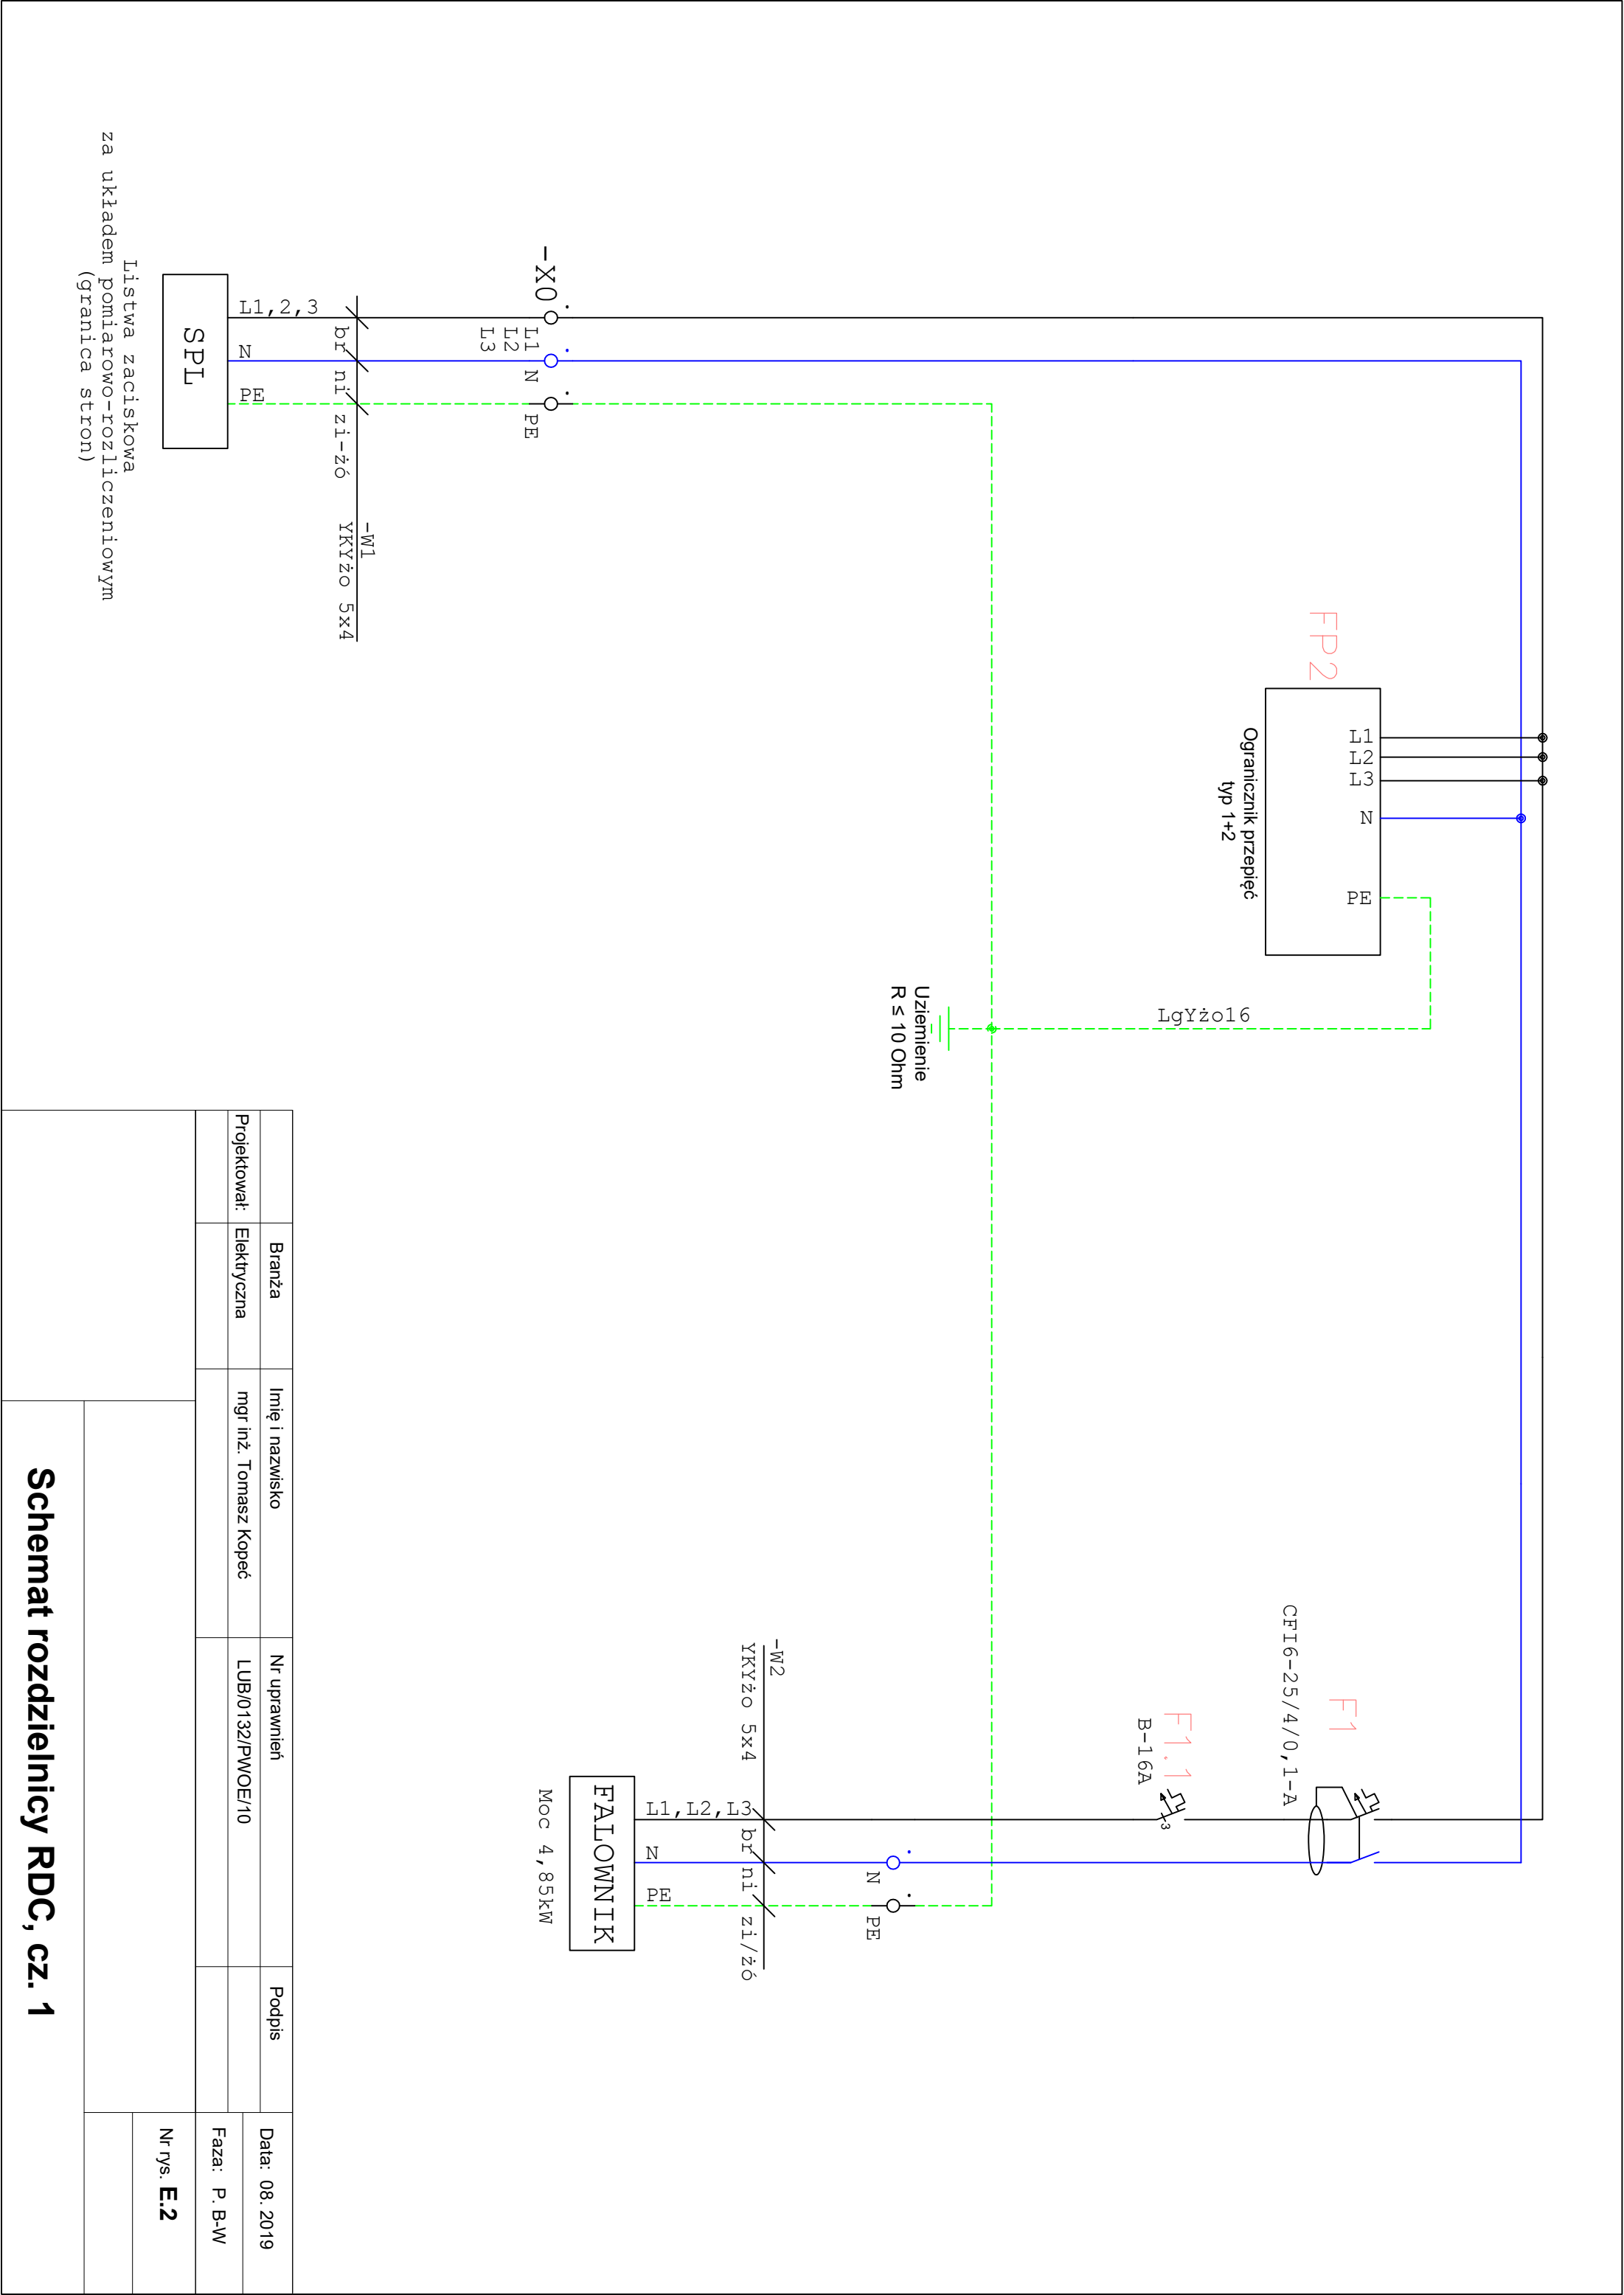 FP2
L1
L2
L3
N
PE
Ogranicznik przepięć
typ 1+2
LgYżo16
Uziemienie
R ≤ 10 Ohm
F1
CFI6-25/4/0,1-A
F1.1
B-16A
3
-X0
L1
L2
L3
N
PE
N
PE
-W1
YKYżo 5x4
br
ni
zi-żó
L1,2,3
N
PE
SPL
Listwa zaciskowa
za układem pomiarowo-rozliczeniowym
(granica stron)
-W2
YKYżo 5x4
br
ni
zi/żó
L1,L2,L3
N
PE
FALOWNIK
Moc 4,85kW
Branża
Imię i nazwisko
Nr uprawnień
Podpis
Data: 08. 2019
Projektował:
Elektryczna
mgr inż. Tomasz Kopeć
LUB/0132/PWOE/10
Faza: P. B-W
Nr rys. E.2
Schemat rozdzielnicy RDC, cz. 1